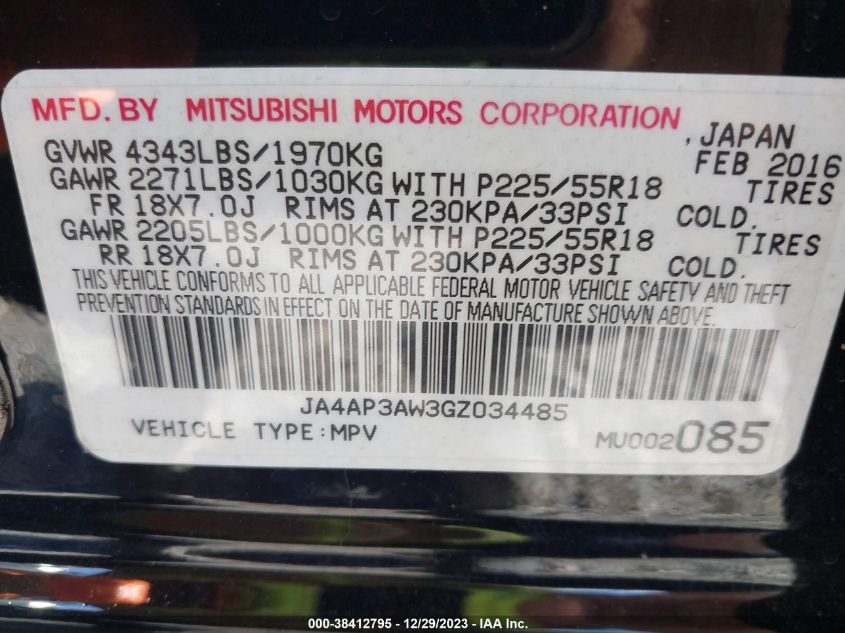 MFD. BY MITSUBISHI MOTORS CORPORATION , JAPAN
GVWR 4343LBS/1970KG FEB 2016
GAWR 2271LBS/1030KG WITH P225/55R18 TIRES
FR 18X7.0J RIMS AT 230KPA/33PSI COLD.
GAWR 2205LBS/1000KG WITH P225/55R18 TIRES
RR 18X7.0J RIMS AT 230KPA/33PSI COLD.
THIS VEHICLE CONFORMS TO ALL APPLICABLE FEDERAL MOTOR VEHICLE SAFETY AND THEFT
PREVENTION STANDARDS IN EFFECT ON THE DATE OF MANUFACTURE SHOWN ABOVE.
JA4AP3AW3GZ034485
VEHICLE TYPE:MPV MU002085
000-38412795 - 12/29/2023 - IAA Inc.